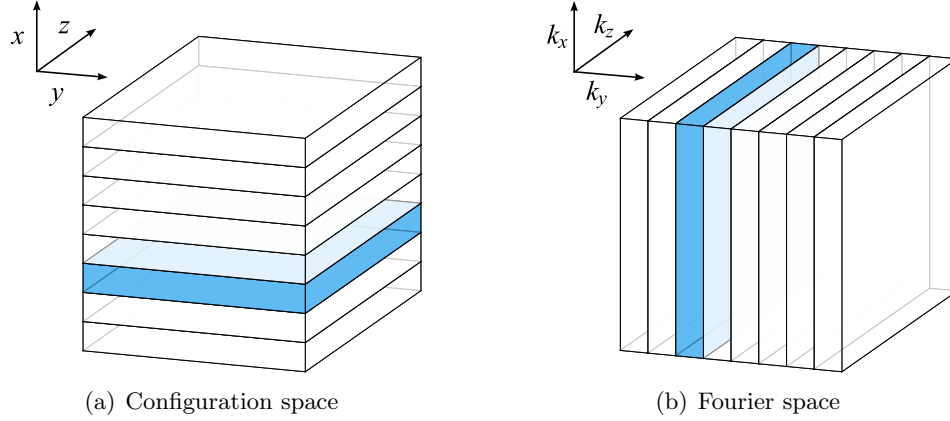 x
z
y
k_x
k_z
k_y
(a) Configuration space
(b) Fourier space